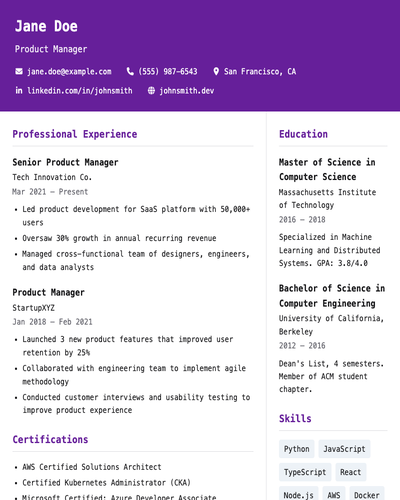 Jane Doe
Product Manager
jane.doe@example.com (555) 987-6543 San Francisco, CA
linkedin.com/in/johnsmith johnsmith.dev
Professional Experience
Senior Product Manager
Tech Innovation Co.
Mar 2021 – Present
• Led product development for SaaS platform with 50,000+
users
• Oversaw 30% growth in annual recurring revenue
• Managed cross-functional team of designers, engineers,
and data analysts
Product Manager
StartupXYZ
Jan 2018 – Feb 2021
• Launched 3 new product features that improved user
retention by 25%
• Collaborated with engineering team to implement agile
methodology
• Conducted customer interviews and usability testing to
improve product experience
Certifications
• AWS Certified Solutions Architect
• Certified Kubernetes Administrator (CKA)
• Microsoft Certified: Azure Developer Associate
Education
Master of Science in
Computer Science
Massachusetts Institute
of Technology
2016 – 2018
Specialized in Machine
Learning and Distributed
Systems. GPA: 3.8/4.0
Bachelor of Science in
Computer Engineering
University of California,
Berkeley
2012 – 2016
Dean's List, 4 semesters.
Member of ACM student
chapter.
Skills
Python JavaScript
TypeScript React
Node.js AWS Docker